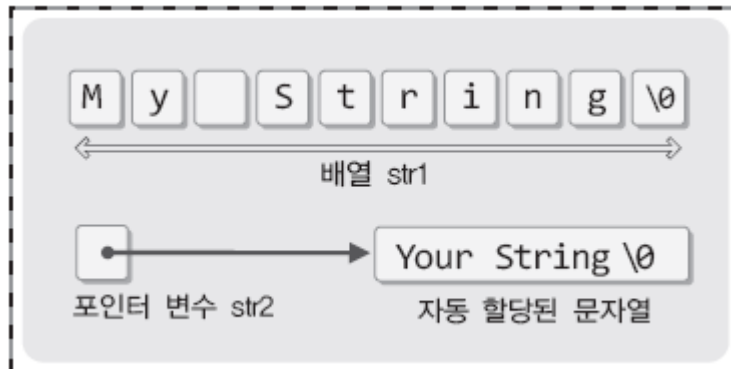 M y S t r i n g \0
배열 str1
Your String \0
포인터 변수 str2
자동 할당된 문자열